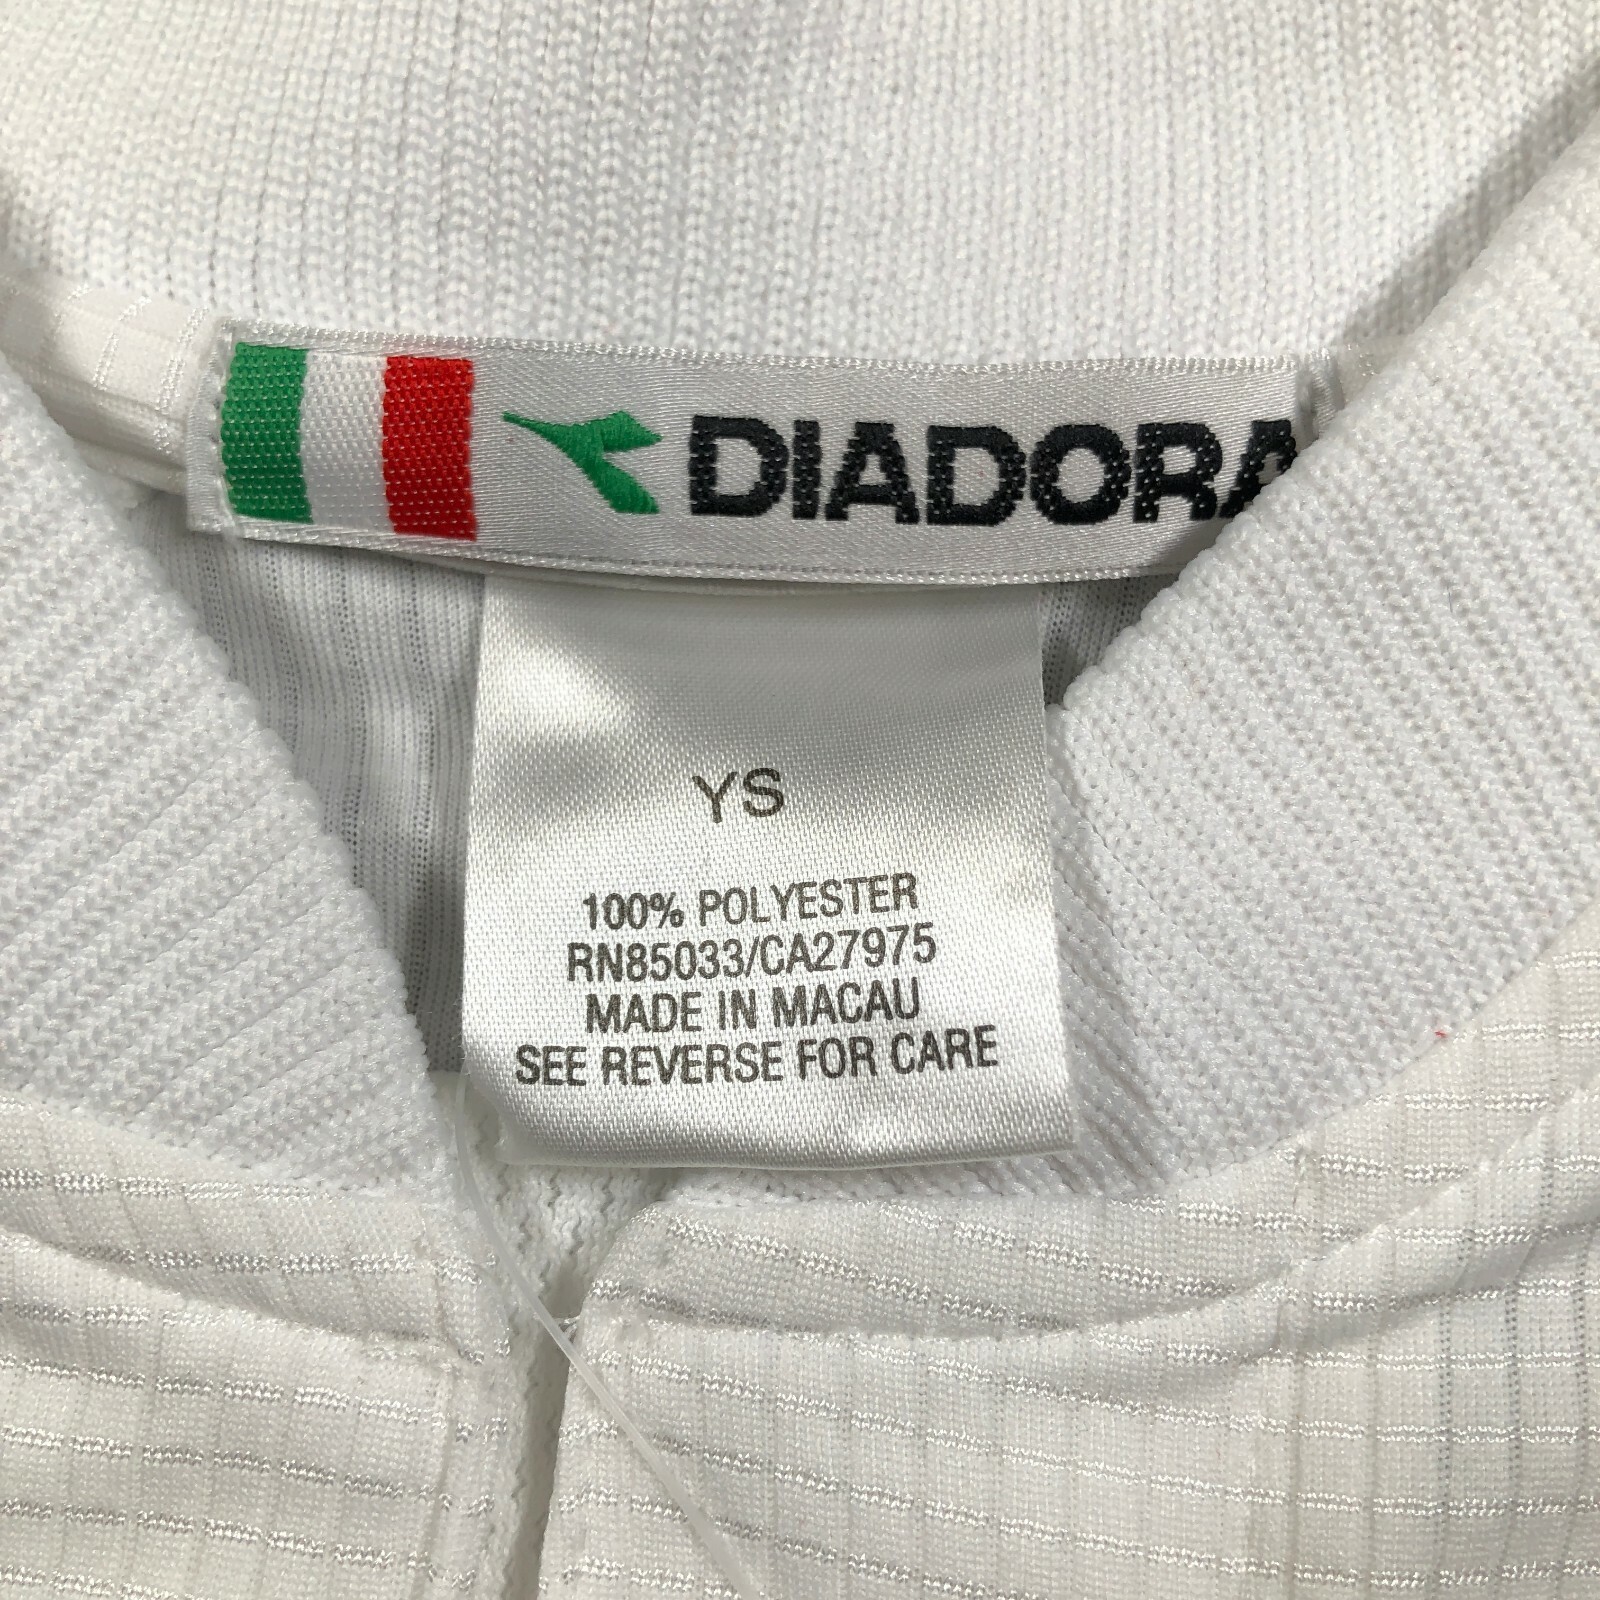 DIADORA
YS
100% POLYESTER
RN85033/CA27975
MADE IN MACAU
SEE REVERSE FOR CARE